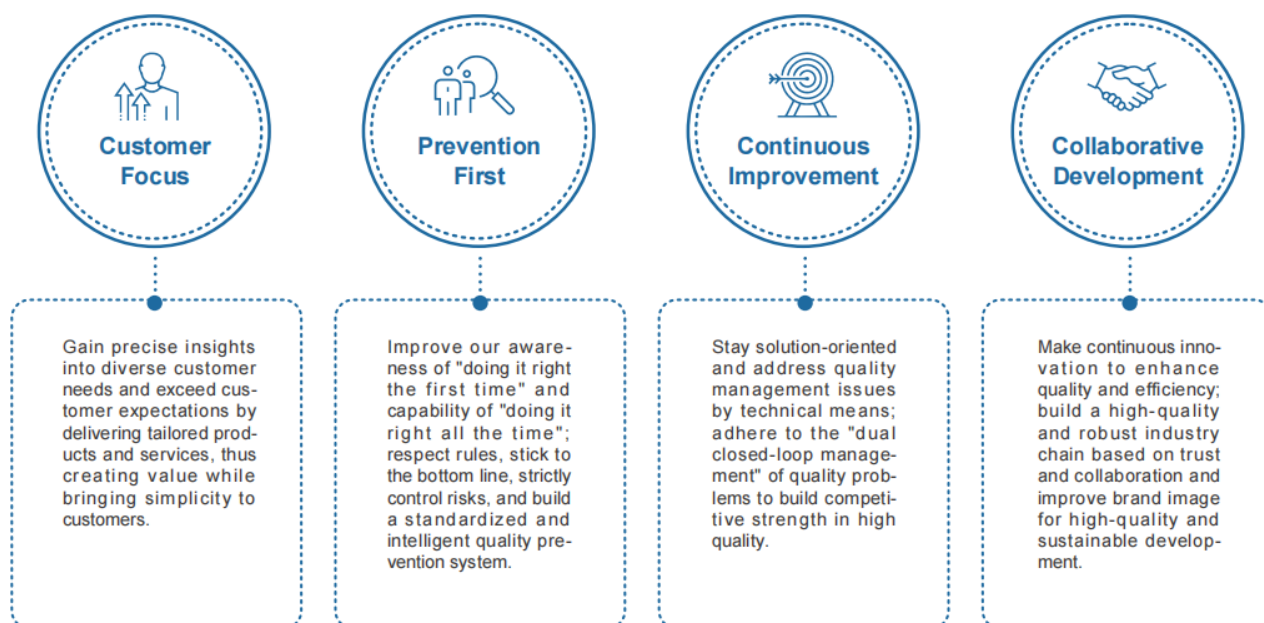 Customer
Focus
Prevention
First
Continuous
Improvement
Collaborative
Development
Gain precise insights
into diverse customer
needs and exceed cus-
tomer expectations by
delivering tailored prod-
ucts and services, thus
creating value while
bringing simplicity to
customers.
Improve our aware-
ness of "doing it right
the first time" and
capability of "doing it
right all the time";
respect rules, stick to
the bottom line, strictly
control risks, and build
a standardized and
intelligent quality pre-
vention system.
Stay solution-oriented
and address quality
management issues
by technical means;
adhere to the "dual
closed-loop manage-
ment" of quality prob-
lems to build competi-
tive strength in high
quality.
Make continuous inno-
vation to enhance
quality and efficiency;
build a high-quality
and robust industry
chain based on trust
and collaboration and
improve brand image
for high-quality and
sustainable develop-
ment.